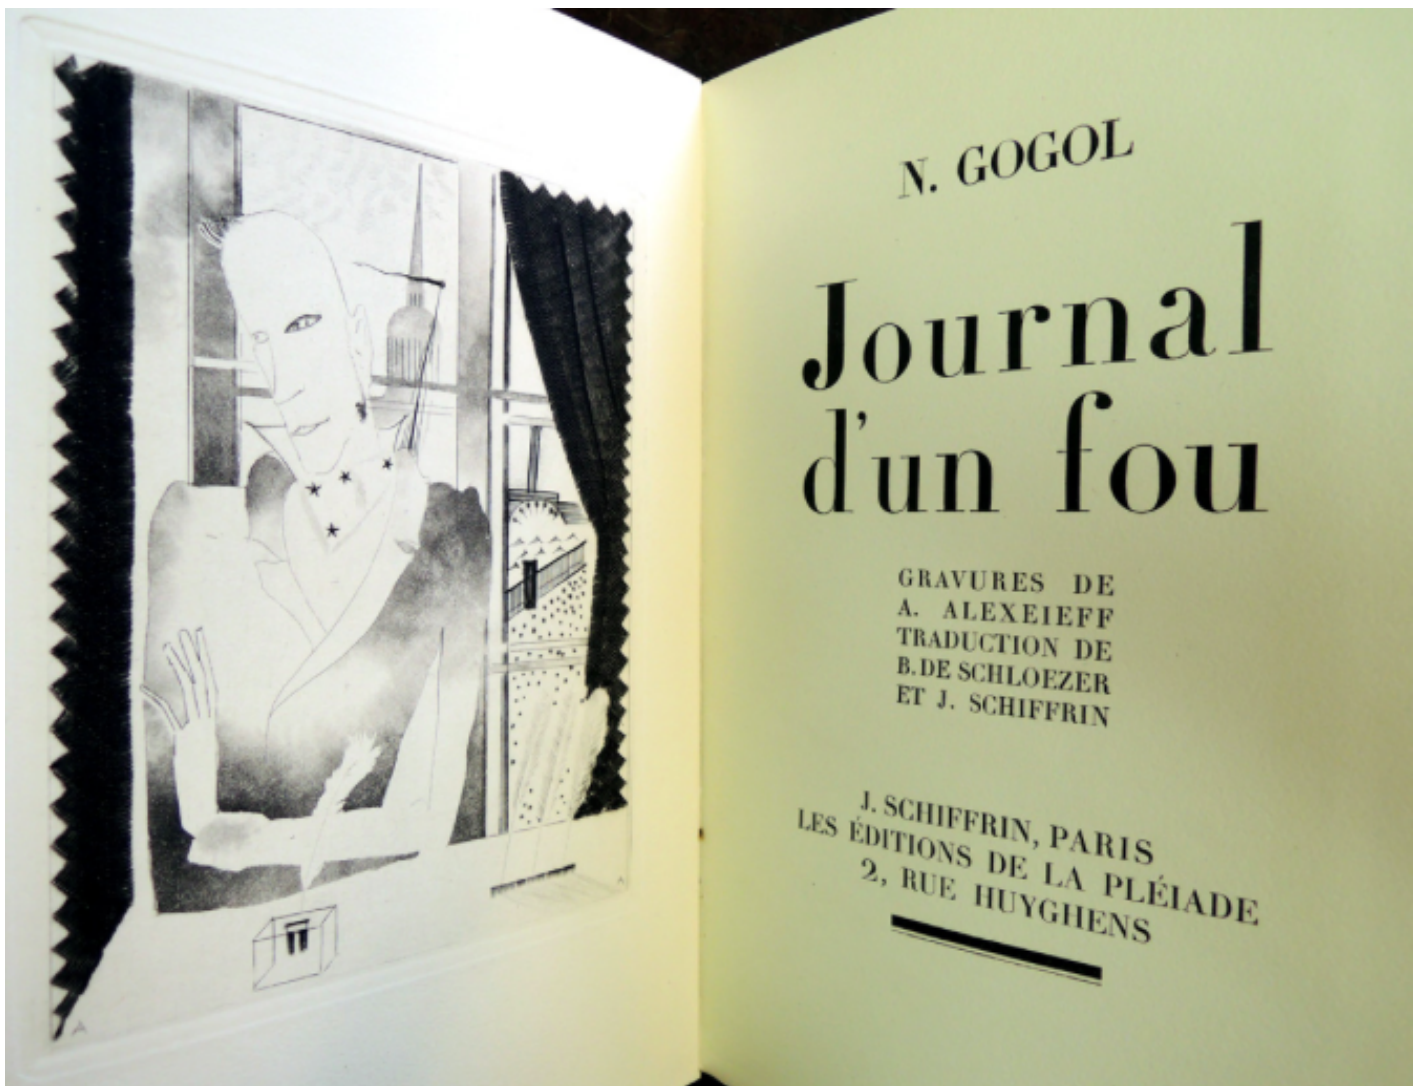 N. GOGOL
Journal
d'un fou
GRAVURES DE
A. ALEXEIEFF
TRADUCTION DE
B. DE SCHLOEZER
ET J. SCHIFFRIN
J. SCHIFFRIN, PARIS
LES ÉDITIONS DE LA PLÉIADE
2, RUE HUYGHENS